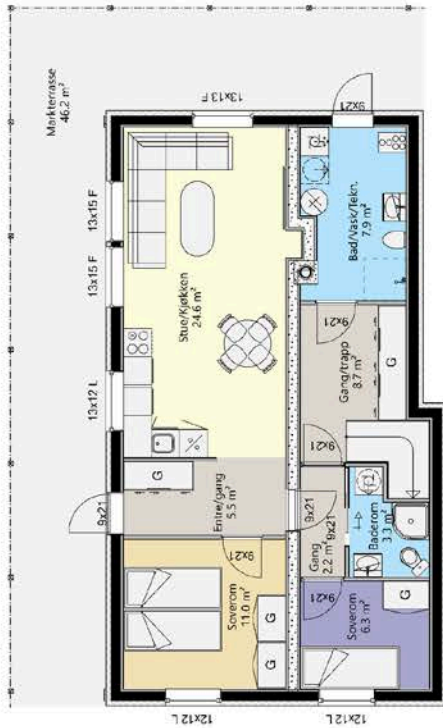 Markterrasse
46.2 m²
13x15 F
13x15 F
13x12 L
9x21
13x13 F
9x21
Stue/Kjøkken
24.6 m²
Bad/Vask/Tekn.
7.9 m²
9x21
Gang/trapp
8.7 m²
G
9x21
G
Entre/gang
5.5 m²
9x21
9x21
Gang
2.2 m²
Baderom
3.3 m²
9x21
Soverom
11.0 m²
G
G
9x21
Soverom
6.3 m²
G
12x12 L
12x12 L